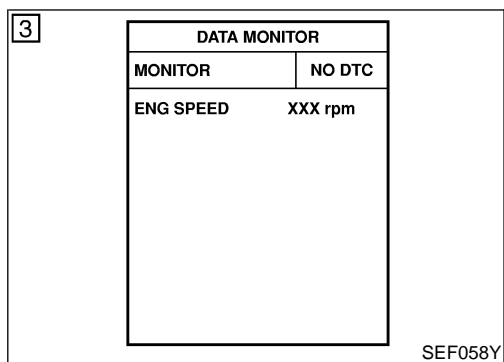 3
DATA MONITOR
MONITOR NO DTC
ENG SPEED XXX rpm
SEF058Y